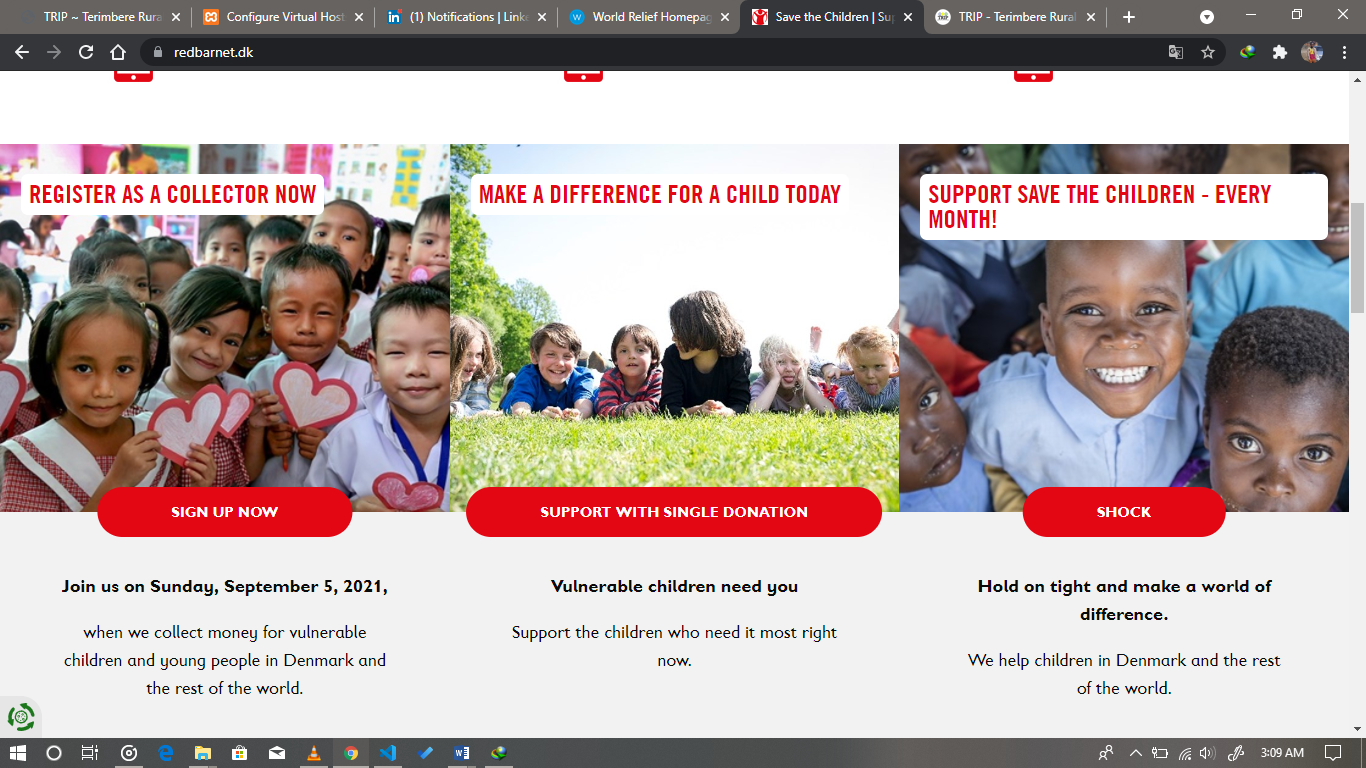 TRIP ~ Terimbere Rura
Configure Virtual Host
(1) Notifications | Linke
World Relief Homepag
Save the Children | Sup
TRIP - Terimbere Rural
redbarnet.dk
REGISTER AS A COLLECTOR NOW
SIGN UP NOW
Join us on Sunday, September 5, 2021,
when we collect money for vulnerable
children and young people in Denmark and
the rest of the world.
MAKE A DIFFERENCE FOR A CHILD TODAY
SUPPORT WITH SINGLE DONATION
Vulnerable children need you
Support the children who need it most right
now.
SUPPORT SAVE THE CHILDREN - EVERY
MONTH!
SHOCK
Hold on tight and make a world of
difference.
We help children in Denmark and the rest
of the world.
3:09 AM